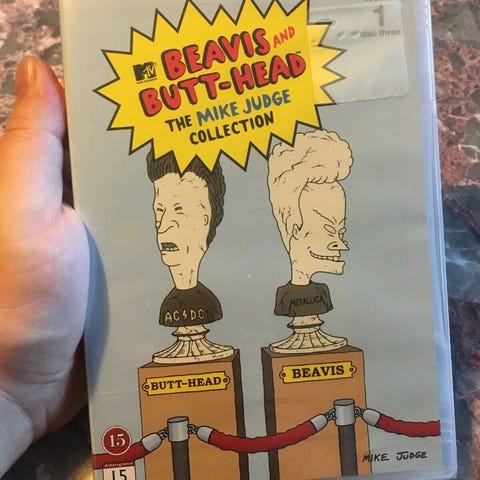 1
disc three
MTV
BEAVIS AND
BUTT-HEAD
THE MIKE JUDGE
COLLECTION
AC⚡DC
METALLICA
BUTT-HEAD
BEAVIS
15
15
MIKE JUDGE